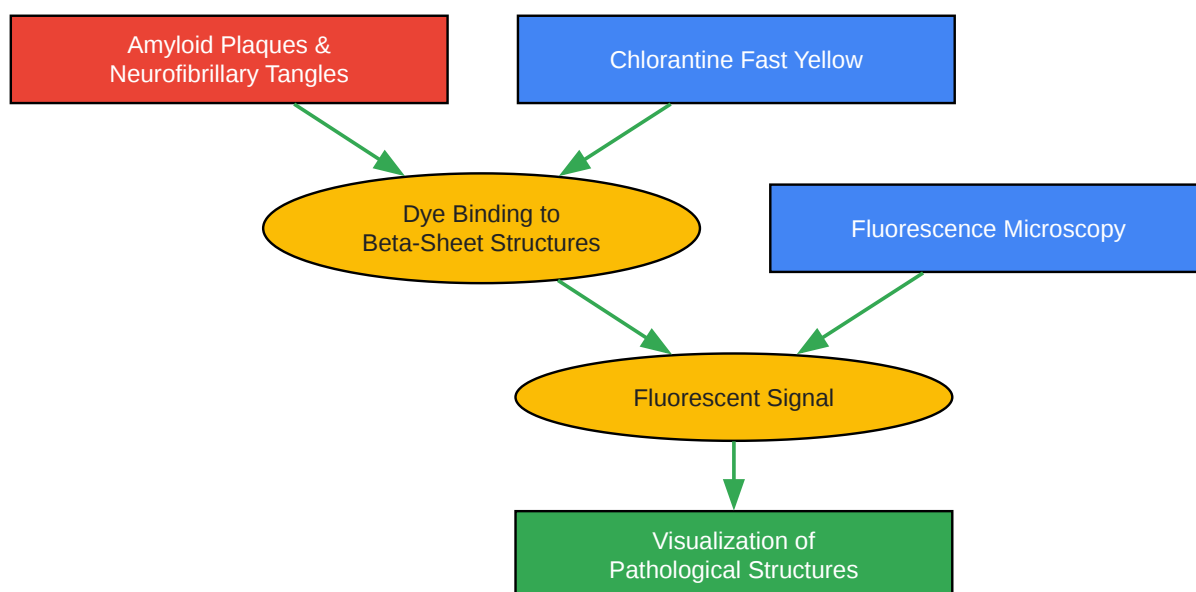 Amyloid Plaques &
Neurofibrillary Tangles
Chlorantine Fast Yellow
Dye Binding to
Beta-Sheet Structures
Fluorescence Microscopy
Fluorescent Signal
Visualization of
Pathological Structures